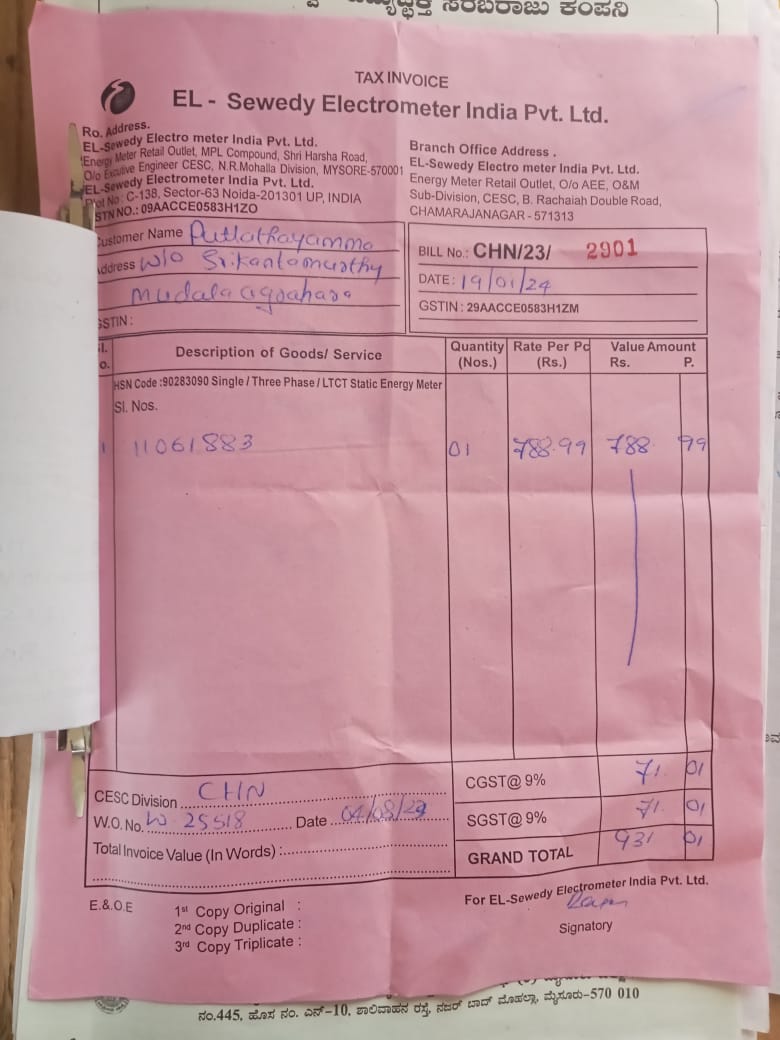 ಸರಬರಾಜು ಕಂಪನಿ
TAX INVOICE
EL - Sewedy Electrometer India Pvt. Ltd.
Ro. Address.
EL-Sewedy Electro meter India Pvt. Ltd.
Energy Meter Retail Outlet, MPL Compound, Shri Harsha Road,
O/o Excutive Engineer CESC, N.R.Mohalla Division, MYSORE-570001
EL-Sewedy Electrometer India Pvt. Ltd.
Plot No : C-138, Sector-63 Noida-201301 UP, INDIA
STN NO.: 09AACCE0583H1ZO
Branch Office Address .
EL-Sewedy Electro meter India Pvt. Ltd.
Energy Meter Retail Outlet, O/o AEE, O&M
Sub-Division, CESC, B. Rachaiah Double Road,
CHAMARAJANAGAR - 571313
Customer Name Puttathayamma
Address W/o Srikantamurthy
mudala agrahara
GSTIN :
BILL No.: CHN/23/ 2901
DATE : 19/01/24
GSTIN : 29AACCE0583H1ZM
Sl. No. Description of Goods/ Service Quantity (Nos.) Rate Per Pc (Rs.) Value Amount Rs. P.
HSN Code :90283090 Single / Three Phase / LTCT Static Energy Meter
Sl. Nos.
1 11061883 01 788.99 788. 99
CESC Division CHN
W.O. No. W-25518 Date 04/08/
Total Invoice Value (In Words) :
CGST@ 9% 71. 01
SGST@ 9% 71. 01
GRAND TOTAL 931 01
E.&.O.E
1st Copy Original :
2nd Copy Duplicate :
3rd Copy Triplicate :
For EL-Sewedy Electrometer India Pvt. Ltd.
Signatory
ನಂ.445, ಹೊಸ ನಂ. ಎನ್-10, ಶಾಲಿವಾಹನ ರಸ್ತೆ, ನಜರ್ ಬಾದ್ ಮೊಹಲ್ಲಾ, ಮೈಸೂರು-570 010